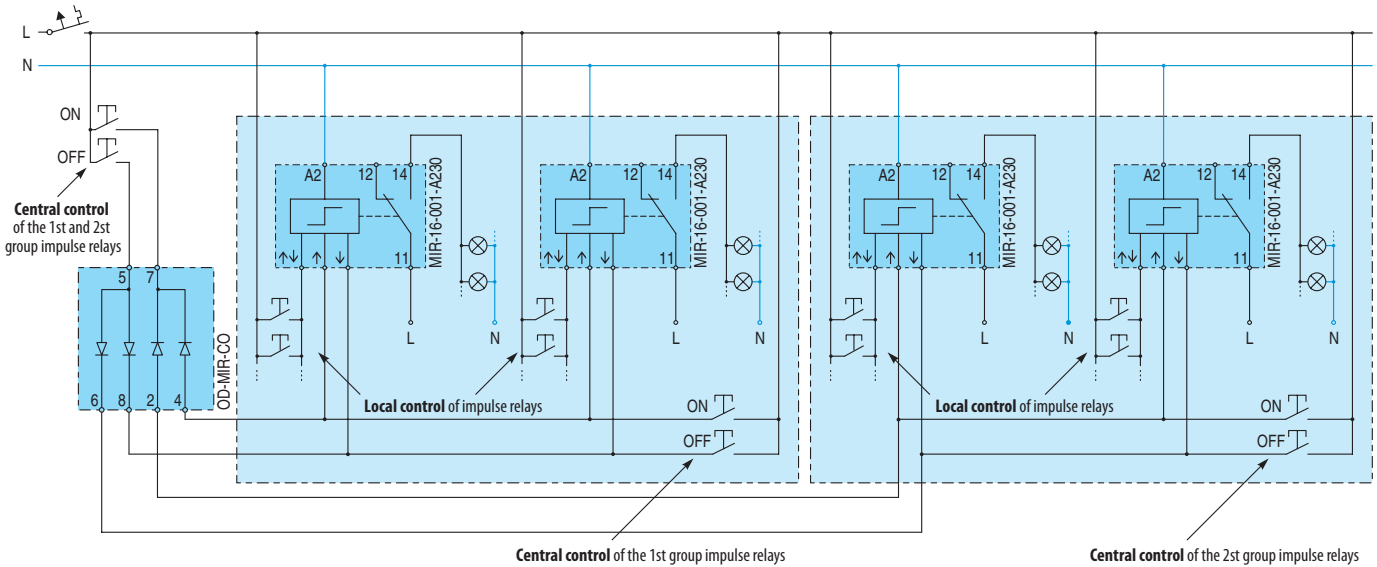 L
N
ON
OFF
Central control
of the 1st and 2st
group impulse relays
5 7
6 8 2 4
OD-MIR-CO
A2 12 14
11
MIR-16-001-A230
L
N
A2 12 14
11
MIR-16-001-A230
L
N
Local control of impulse relays
ON
OFF
A2 12 14
11
MIR-16-001-A230
L
N
A2 12 14
11
MIR-16-001-A230
L
N
Local control of impulse relays
ON
OFF
Central control of the 1st group impulse relays
Central control of the 2st group impulse relays